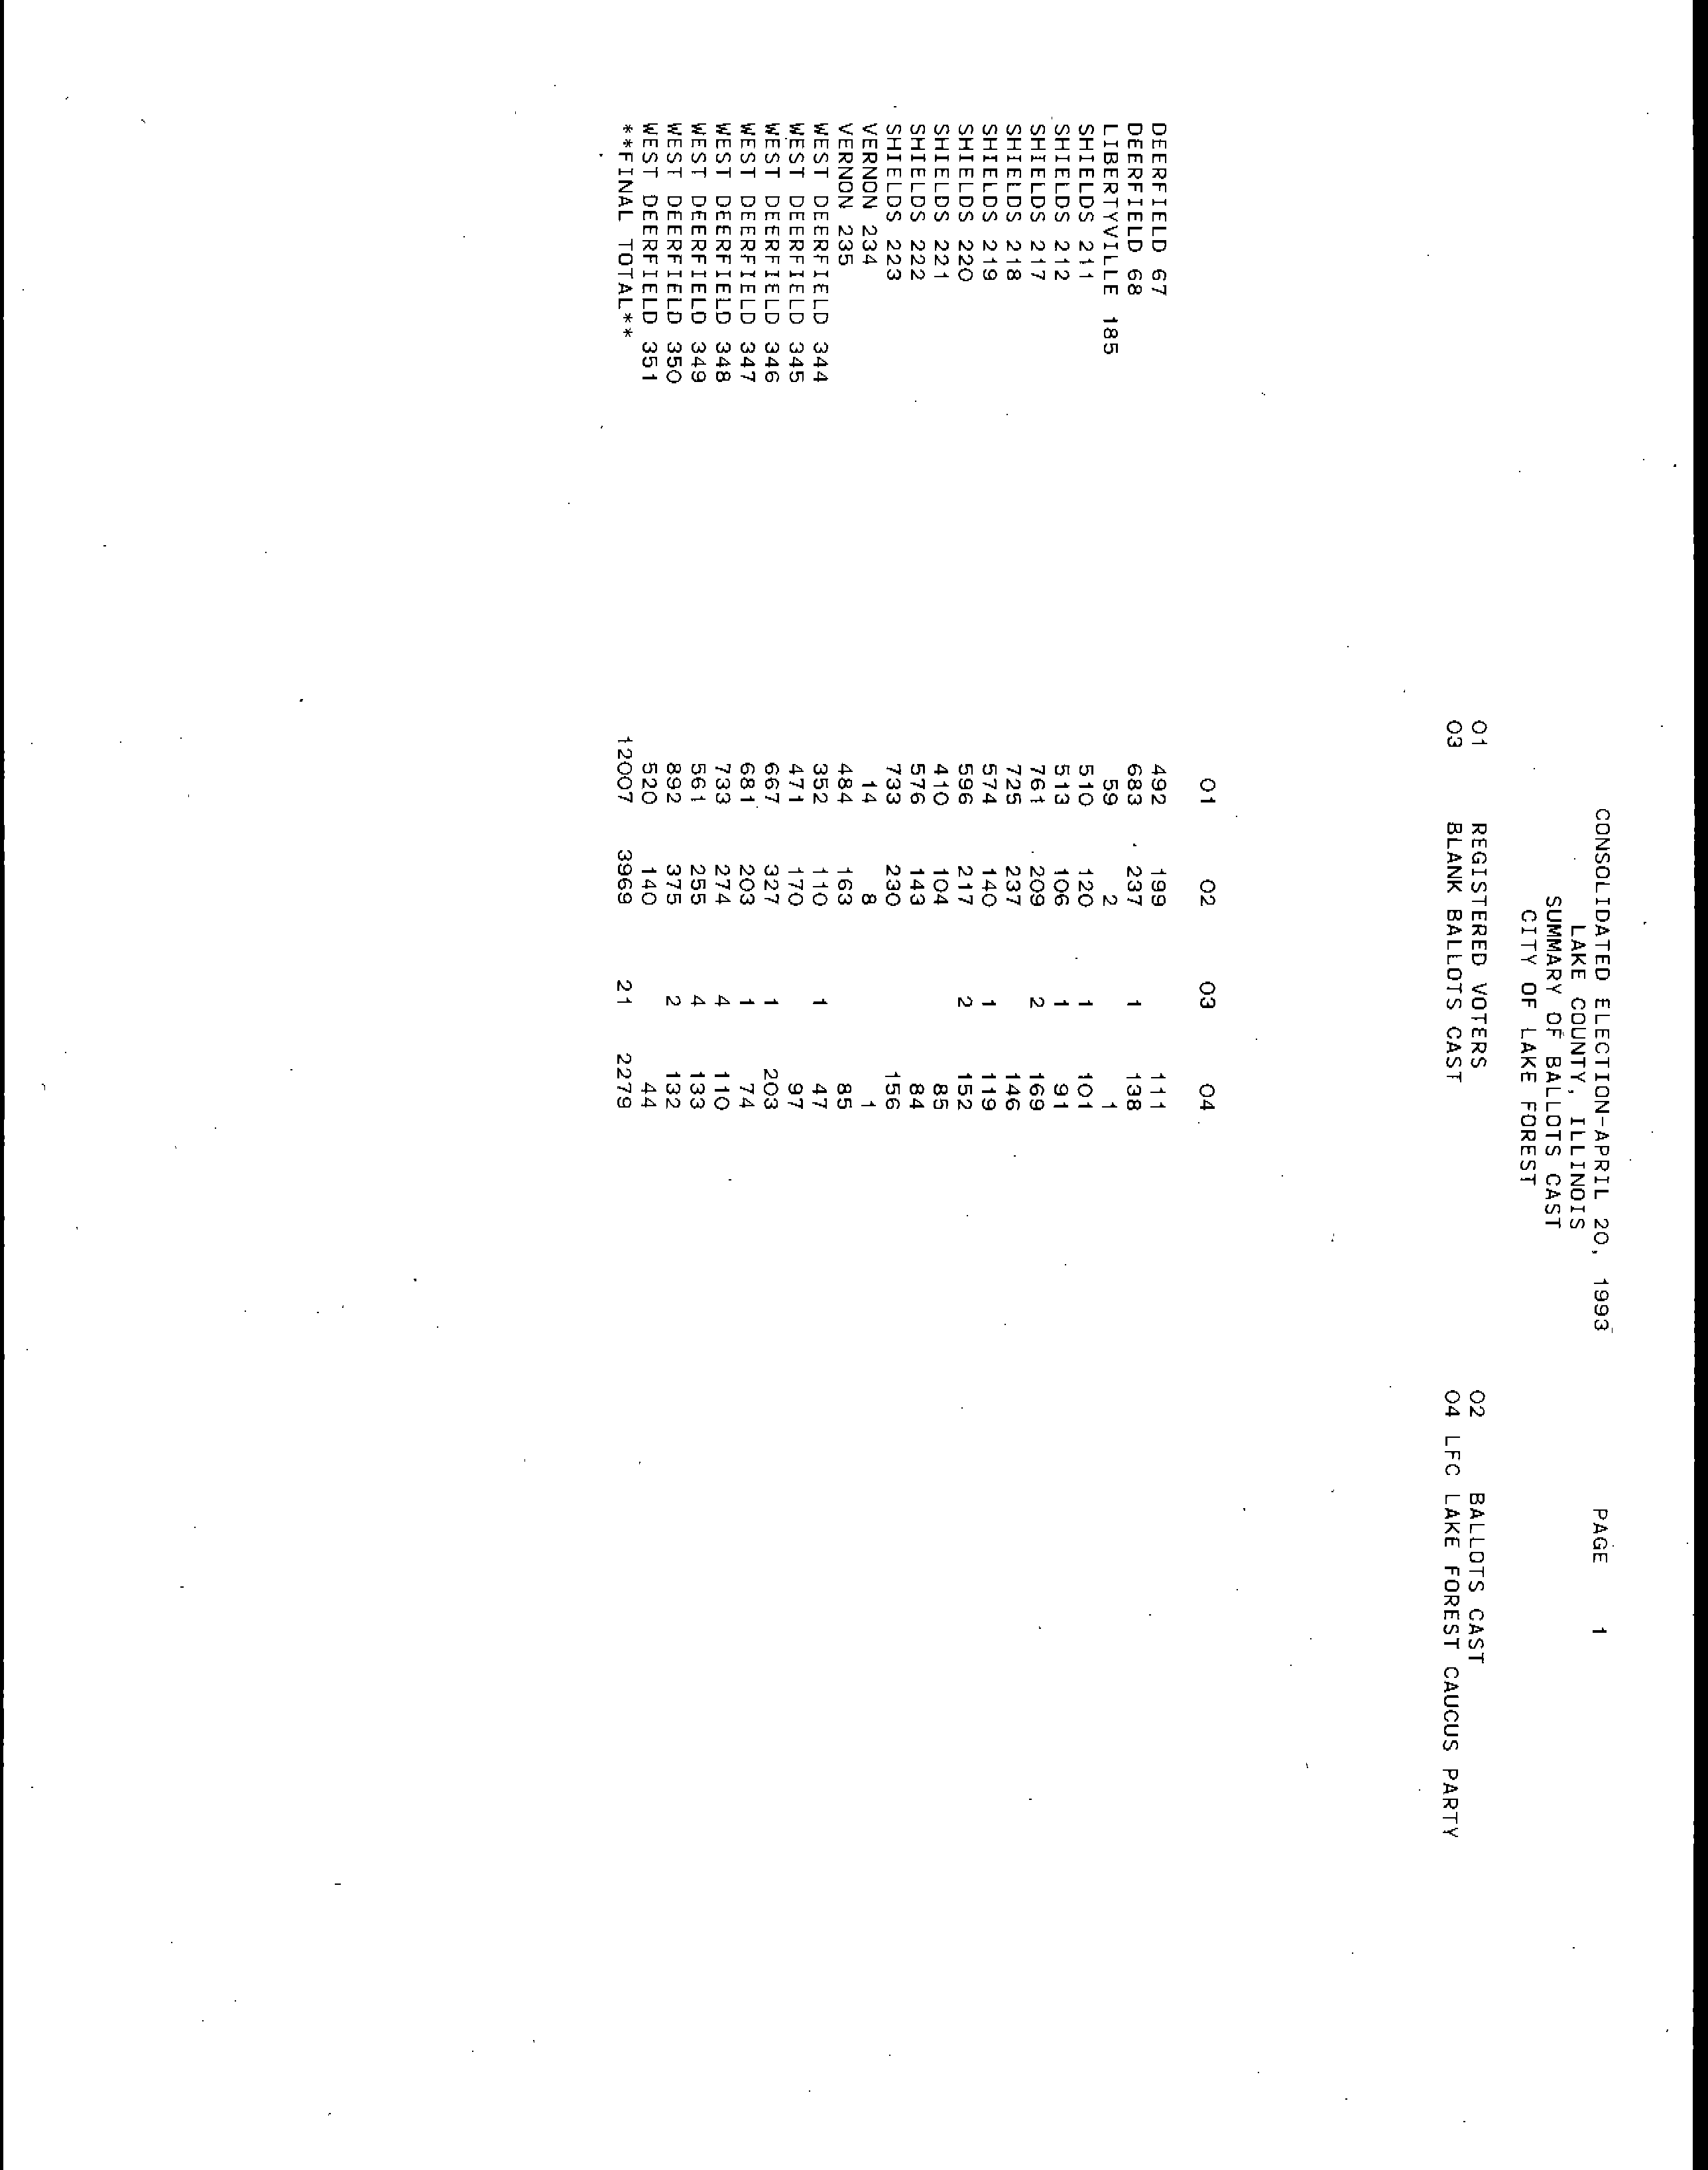 CONSOLIDATED ELECTION-APRIL 20, 1993 PAGE 1
LAKE COUNTY, ILLINOIS
SUMMARY OF BALLOTS CAST
CITY OF LAKE FOREST
01 REGISTERED VOTERS 02 BALLOTS CAST
03 BLANK BALLOTS CAST 04 LFC LAKE FOREST CAUCUS PARTY
01 02 03 04
DEERFIELD 67 492 199 111
DEERFIELD 68 683 237 1 138
LIBERTYVILLE 185 59 2 1
SHIELDS 211 510 120 1 101
SHIELDS 212 513 106 1 91
SHIELDS 217 761 209 2 169
SHIELDS 218 725 237 146
SHIELDS 219 574 140 1 119
SHIELDS 220 596 217 2 152
SHIELDS 221 410 104 85
SHIELDS 222 576 143 84
SHIELDS 223 733 230 156
VERNON 234 14 8 1
VERNON 235 484 163 85
WEST DEERFIELD 344 352 110 1 47
WEST DEERFIELD 345 471 170 97
WEST DEERFIELD 346 667 327 1 203
WEST DEERFIELD 347 681 203 1 74
WEST DEERFIELD 348 733 274 4 110
WEST DEERFIELD 349 561 255 4 133
WEST DEERFIELD 350 892 375 2 132
WEST DEERFIELD 351 520 140 44
**FINAL TOTAL** 12007 3969 21 2279